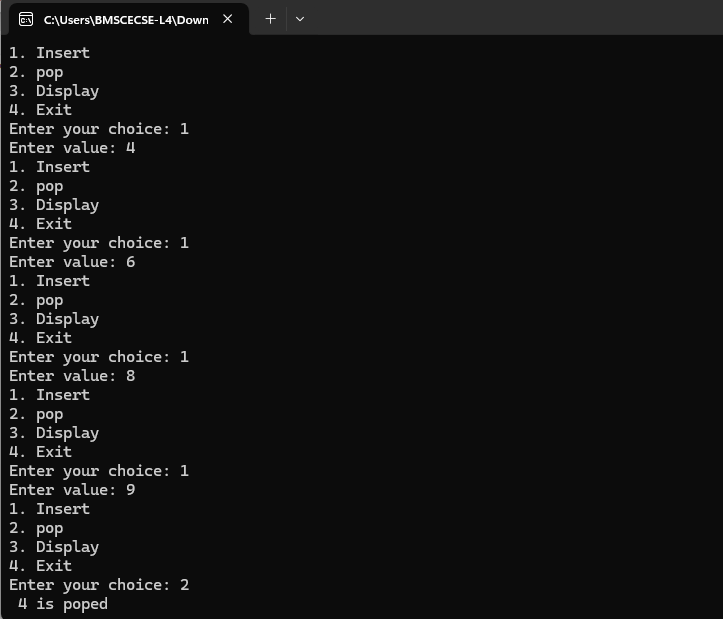 C:\Users\BMSCECSE-L4\Down
1. Insert
2. pop
3. Display
4. Exit
Enter your choice: 1
Enter value: 4
1. Insert
2. pop
3. Display
4. Exit
Enter your choice: 1
Enter value: 6
1. Insert
2. pop
3. Display
4. Exit
Enter your choice: 1
Enter value: 8
1. Insert
2. pop
3. Display
4. Exit
Enter your choice: 1
Enter value: 9
1. Insert
2. pop
3. Display
4. Exit
Enter your choice: 2
 4 is poped